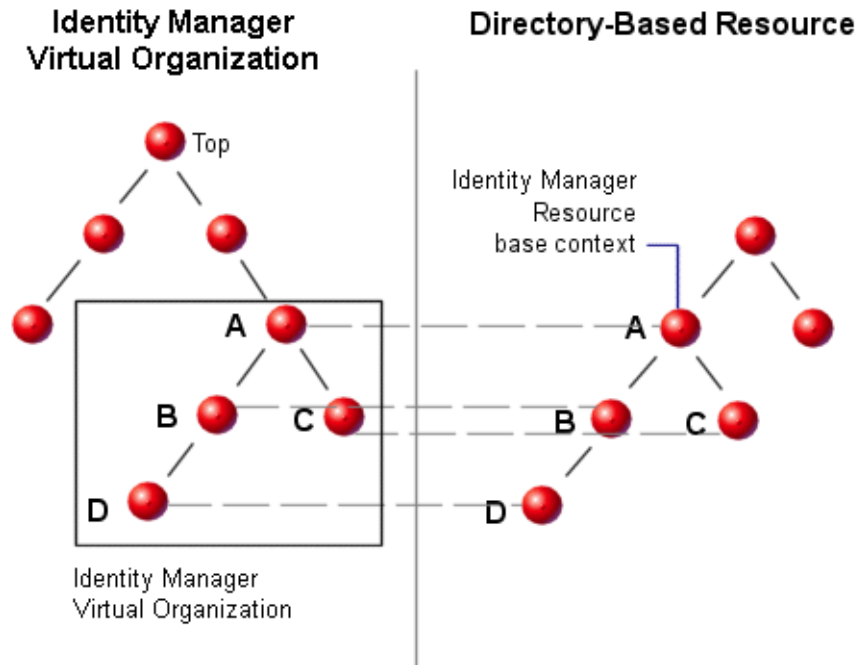 Identity Manager
Virtual Organization
Directory-Based Resource
Top
Identity Manager
Resource
base context
A
B
C
D
A
B
C
D
Identity Manager
Virtual Organization